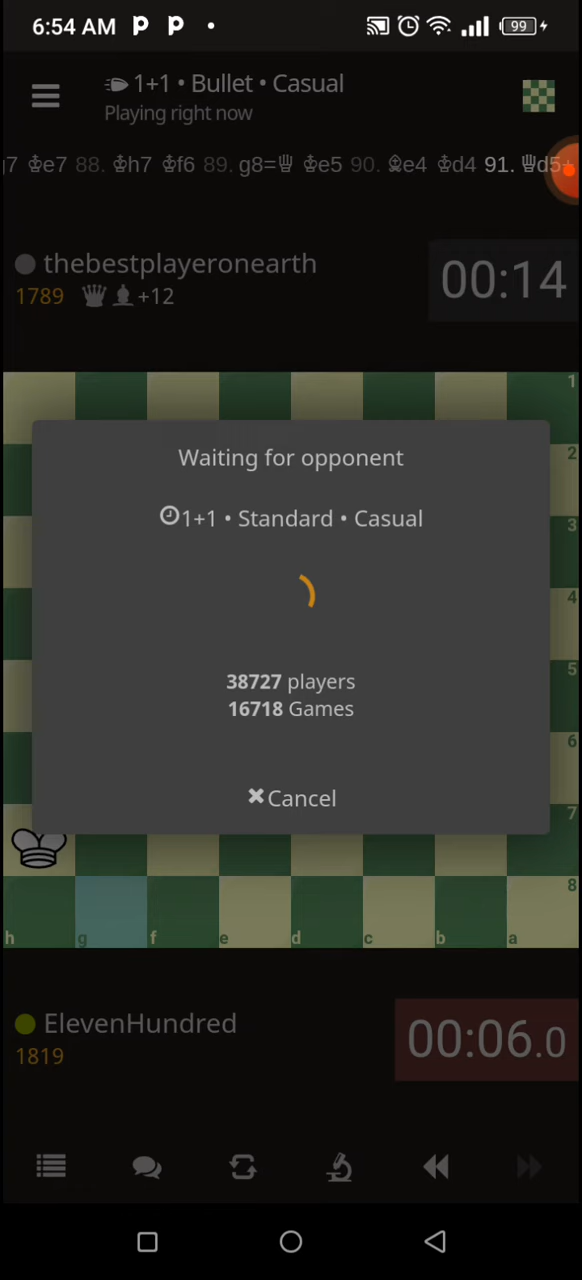 6:54 AM
99
1+1 • Bullet • Casual
Playing right now
g7 ♔e7 88. ♔h7 ♔f6 89. g8=♕ ♔e5 90. ♗e4 ♔d4 91. ♕d5+
thebestplayeronearth
1789 +12
00:14
1
Waiting for opponent
2
1+1 • Standard • Casual
3
4
38727 players
5
16718 Games
6
Cancel
7
8
h g f e d c b a
ElevenHundred
1819
00:06.0